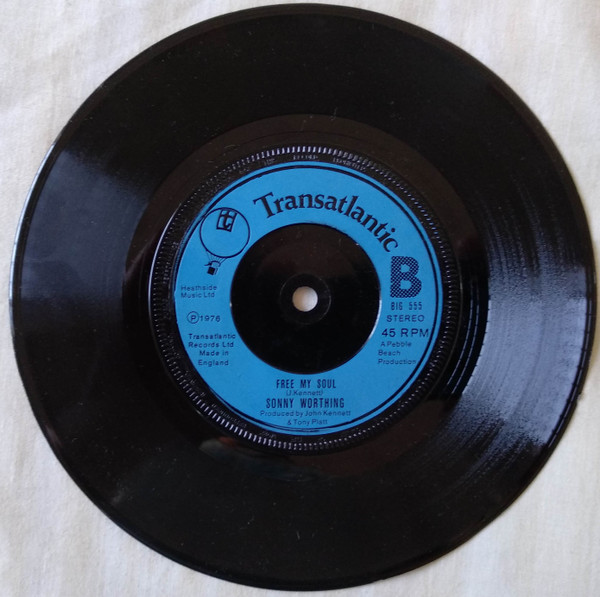 Transatlantic
t
B
BIG 555
STEREO
45 RPM
A Pebble
Beach
Production
Heathside
Music Ltd
Ⓟ1976
Transatlantic
Records Ltd
Made in
England
FREE MY SOUL
(J.Kennett)
SONNY WORTHING
Produced by John Kennett
& Tony Platt